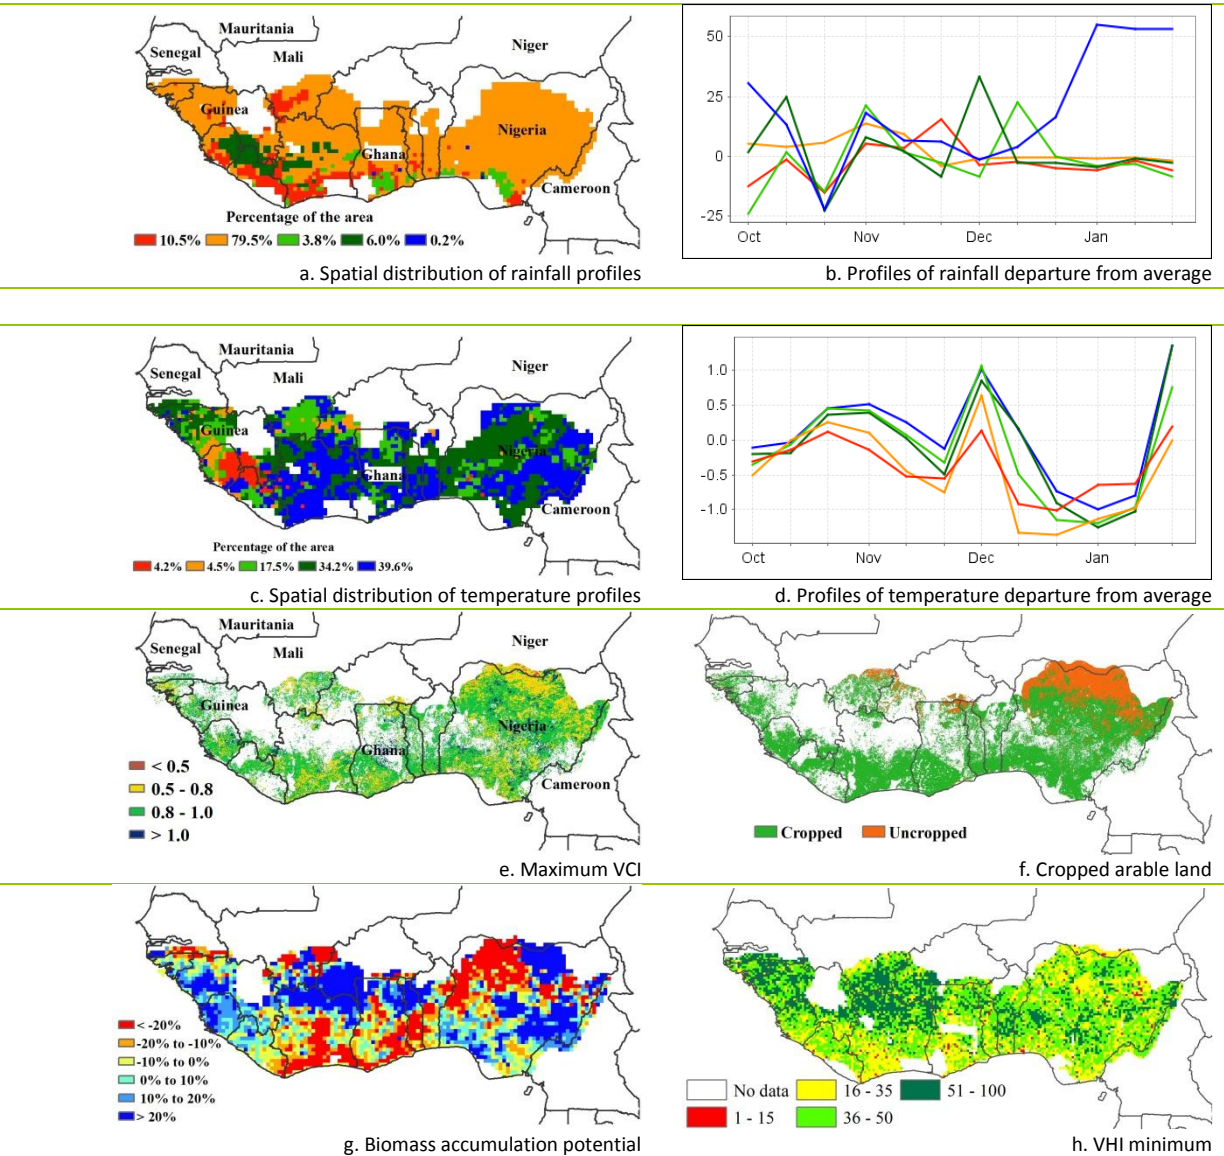 Mauritania
Senegal
Mali
Niger
Guinea
Nigeria
Ghana
Cameroon
Percentage of the area
10.5% 79.5% 3.8% 6.0% 0.2%
a. Spatial distribution of rainfall profiles
50
25
0
-25
Oct Nov Dec Jan
b. Profiles of rainfall departure from average
Mauritania
Senegal
Mali
Niger
Guinea
Nigeria
Ghana
Cameroon
Percentage of the area
4.2% 4.5% 17.5% 34.2% 39.6%
c. Spatial distribution of temperature profiles
1.0
0.5
0.0
-0.5
-1.0
Oct Nov Dec Jan
d. Profiles of temperature departure from average
Mauritania
Senegal
Mali
Niger
Guinea
Nigeria
Ghana
Cameroon
< 0.5
0.5 - 0.8
0.8 - 1.0
> 1.0
e. Maximum VCI
Cropped Uncropped
f. Cropped arable land
< -20%
-20% to -10%
-10% to 0%
0% to 10%
10% to 20%
> 20%
g. Biomass accumulation potential
No data 16 - 35 51 - 100
1 - 15 36 - 50
h. VHI minimum